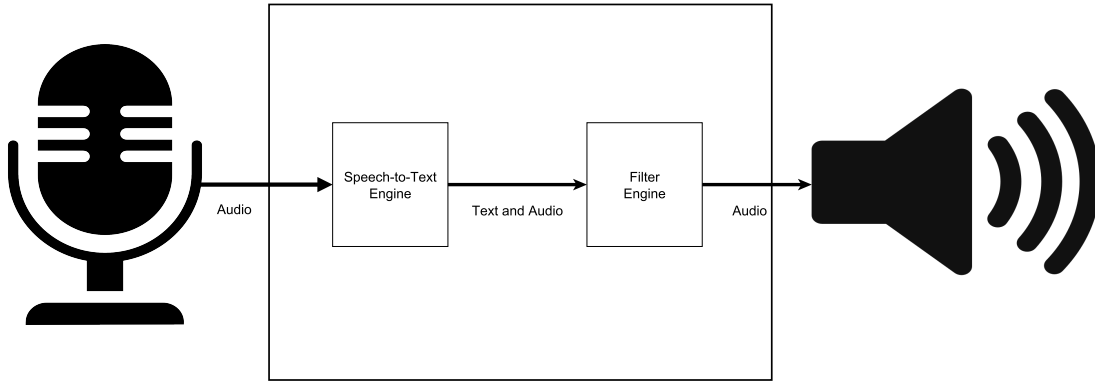 Speech-to-Text
Engine
Filter
Engine
Audio
Text and Audio
Audio